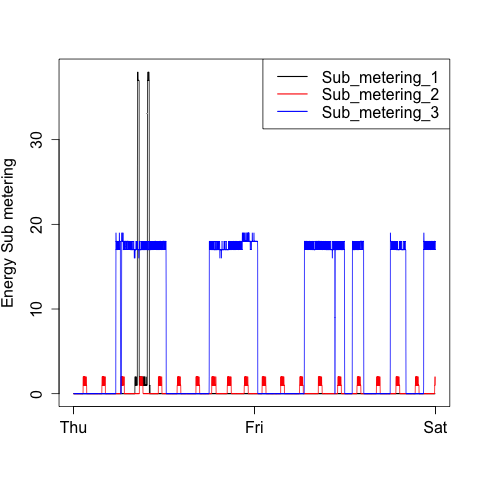 Sub_metering_1
Sub_metering_2
Sub_metering_3
Energy Sub metering
30
20
10
0
Thu Fri Sat